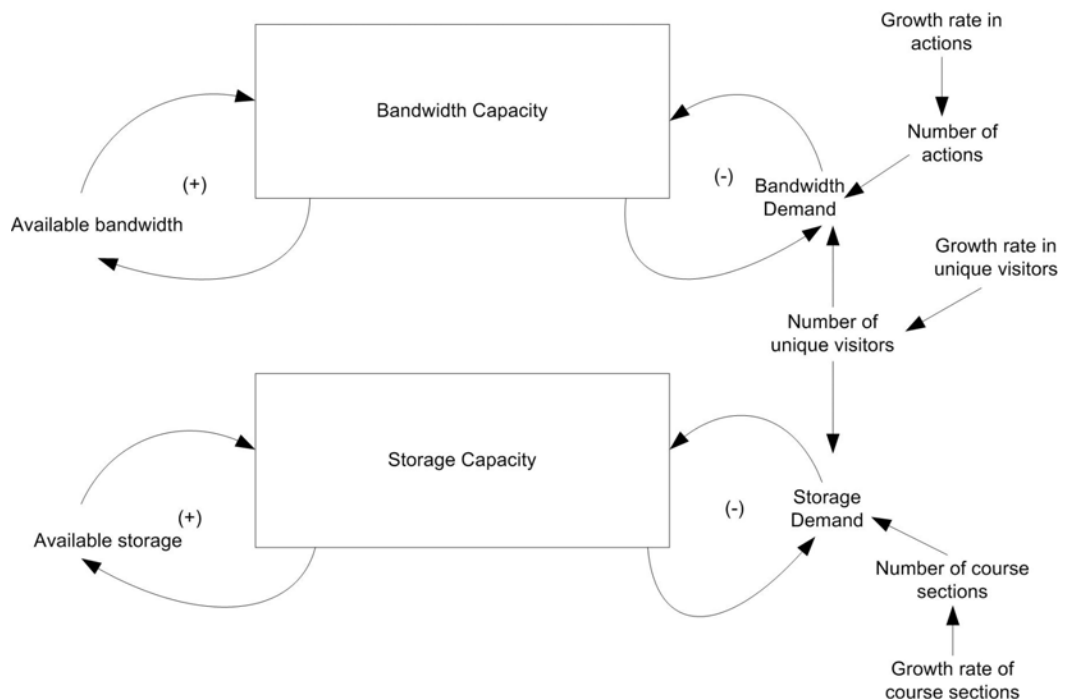 Growth rate in
actions
Bandwidth Capacity
Number of
actions
(+)
(-)
Bandwidth
Demand
Available bandwidth
Growth rate in
unique visitors
Number of
unique visitors
Storage Capacity
(+)
(-)
Storage
Demand
Available storage
Number of course
sections
Growth rate of
course sections